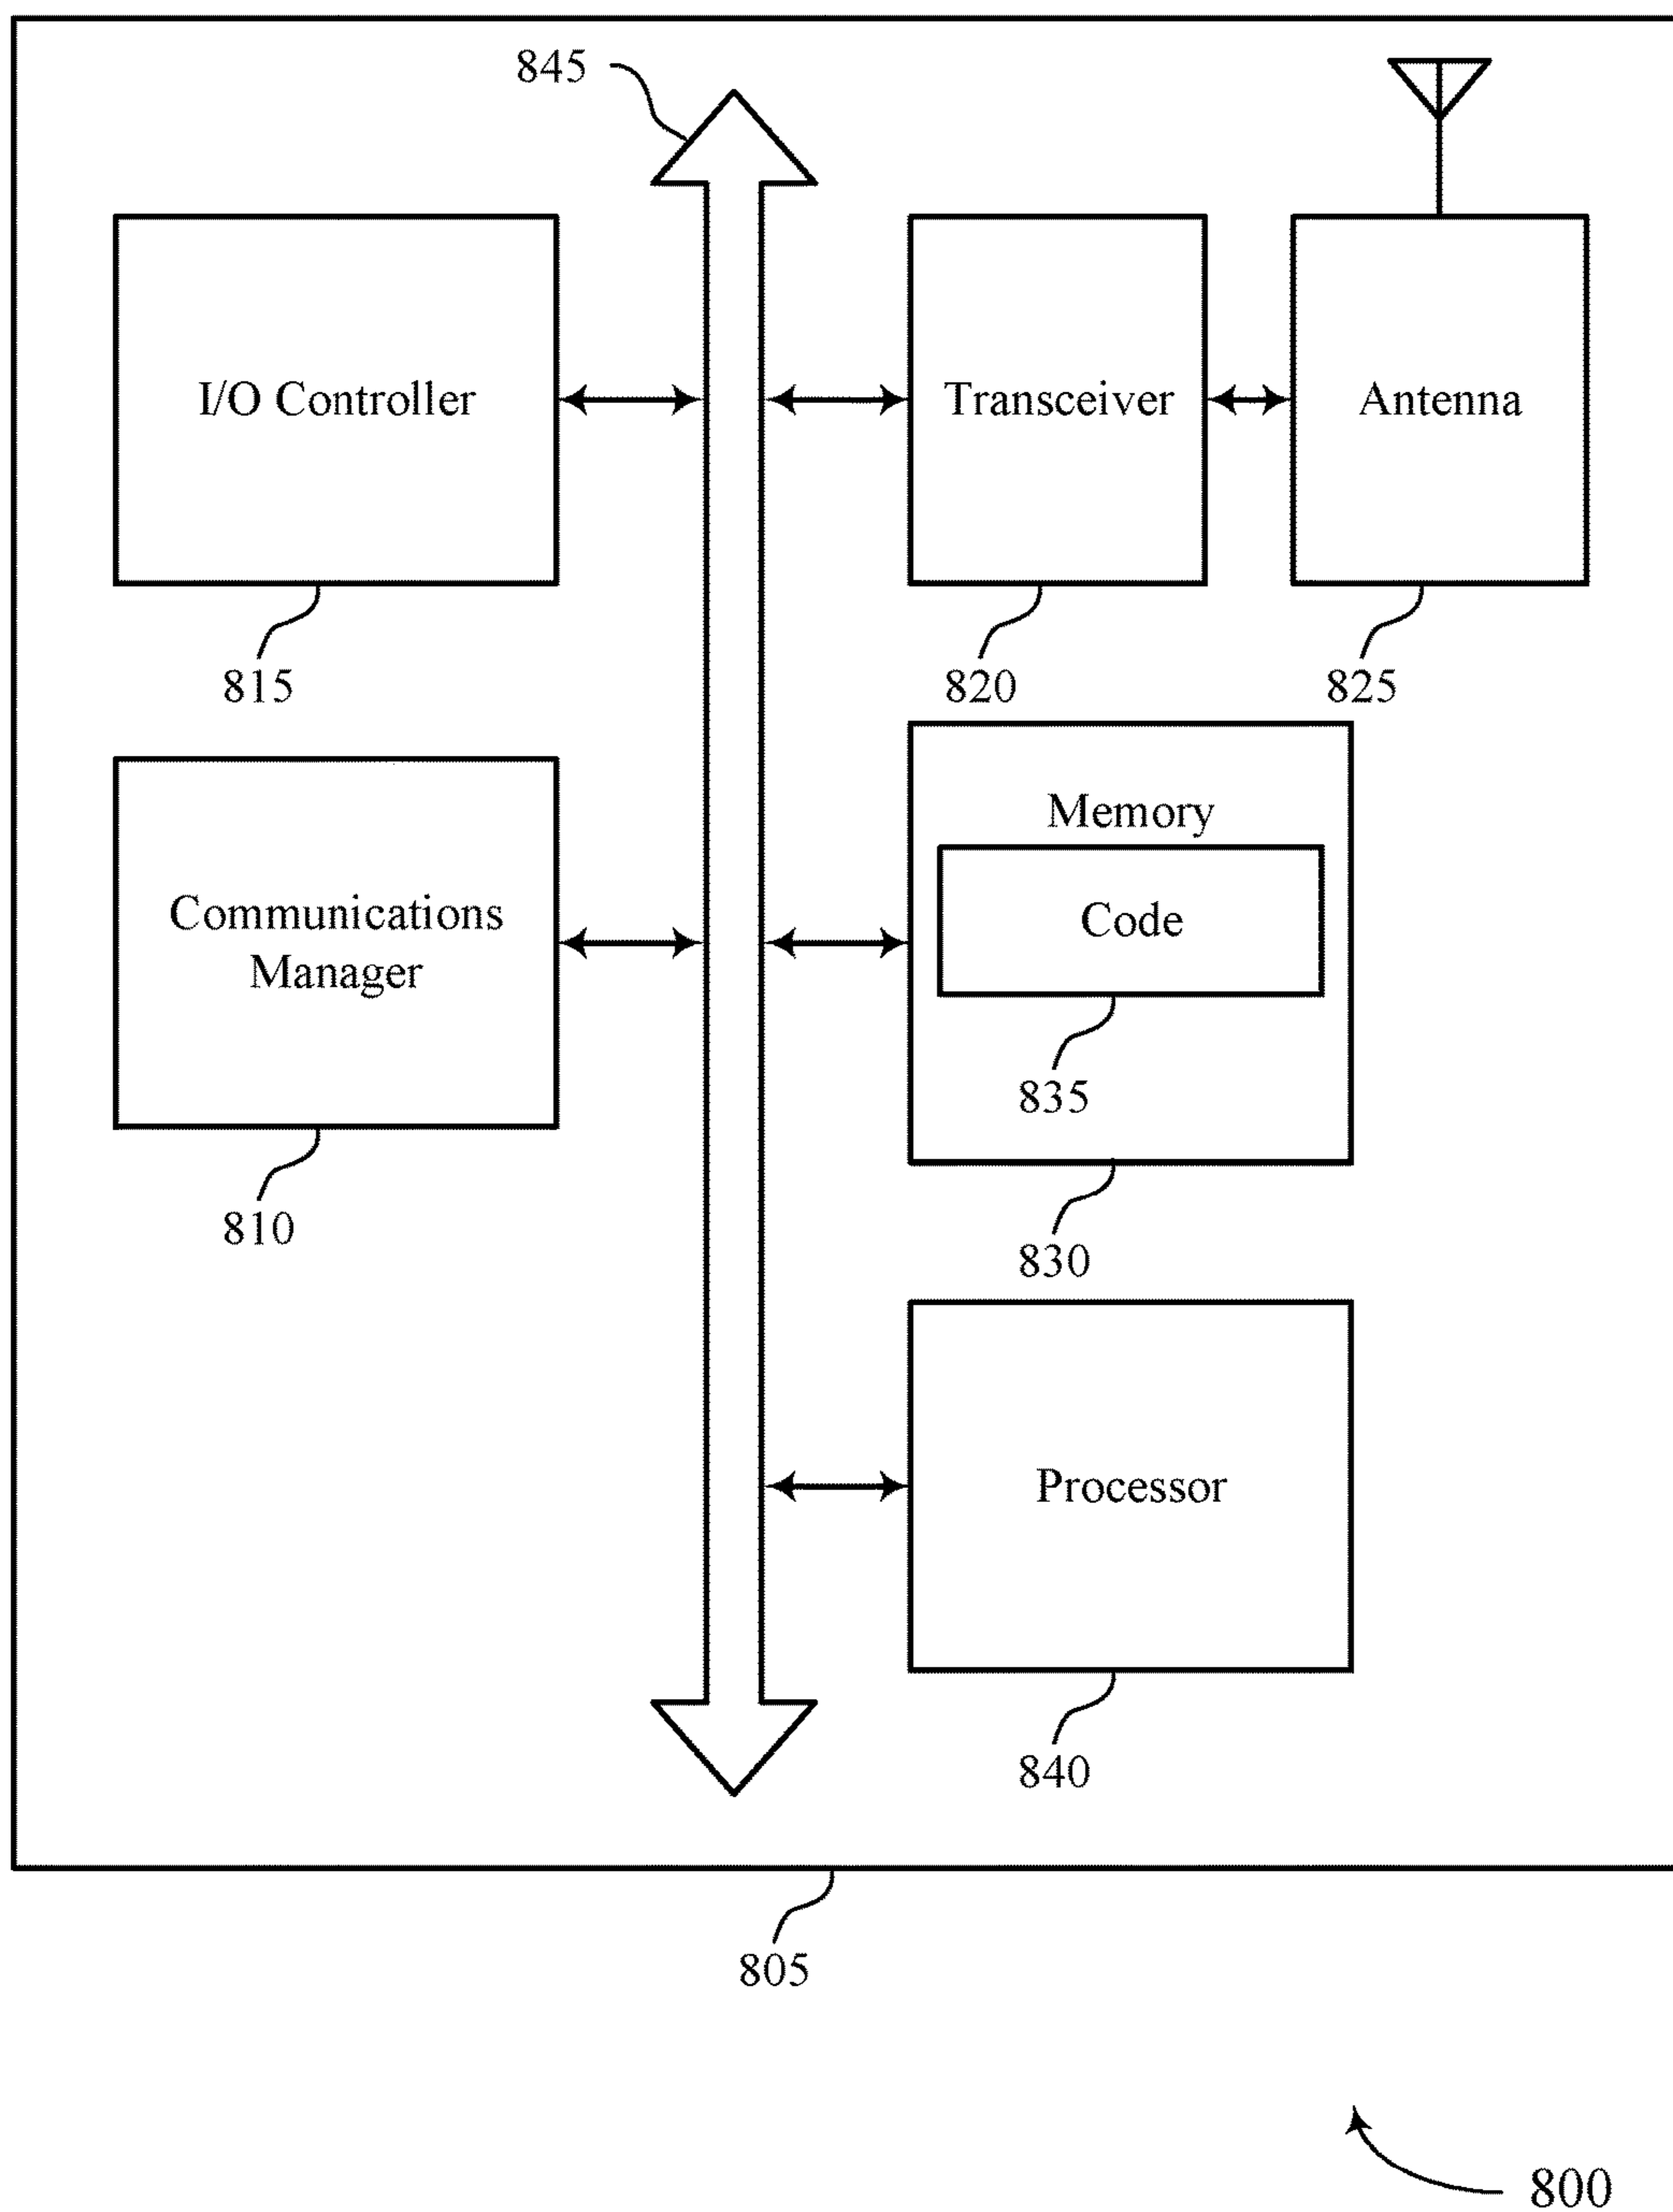 845
I/O Controller
Transceiver
Antenna
815
820
825
Memory
Code
Communications
Manager
835
810
830
Processor
840
805
800